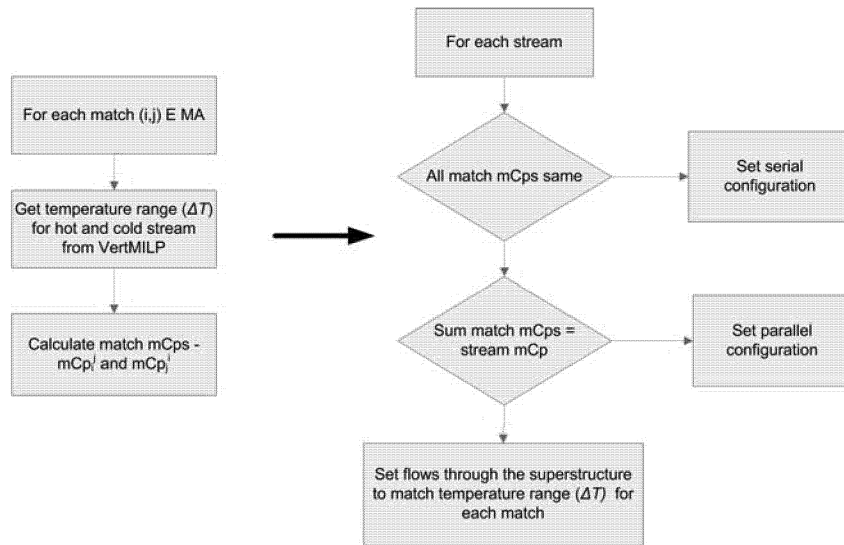 For each match (i,j) E MA
Get temperature range (ΔT)
for hot and cold stream
from VertMILP
Calculate match mCps -
mCpᵢʲ and mCpⱼⁱ
For each stream
All match mCps same
Set serial
configuration
Sum match mCps =
stream mCp
Set parallel
configuration
Set flows through the superstructure
to match temperature range (ΔT) for
each match